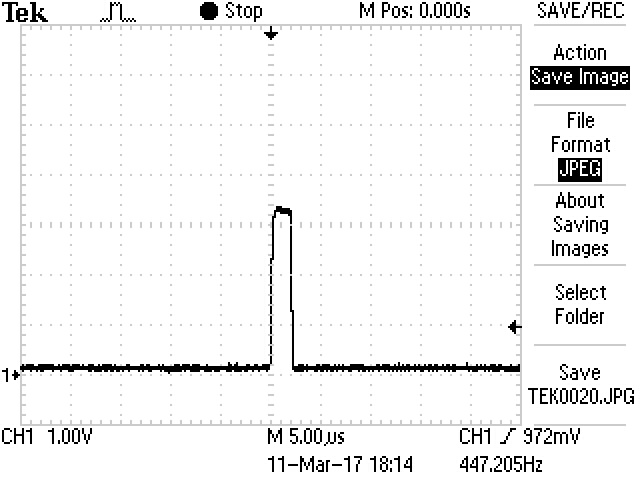 Tek Stop M Pos: 0.000s SAVE/REC
Action
Save Image
File
Format
JPEG
About
Saving
Images
Select
Folder
1
Save
TEK0020.JPG
CH1 1.00V M 5.00µs CH1 972mV
11-Mar-17 18:14 447.205Hz